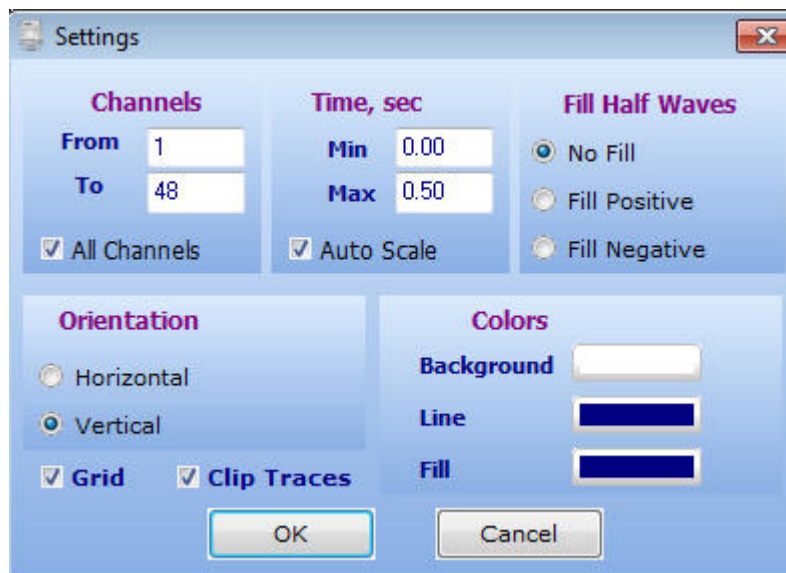 Settings
Channels
From 1
To 48
All Channels
Time, sec
Min 0.00
Max 0.50
Auto Scale
Fill Half Waves
No Fill
Fill Positive
Fill Negative
Orientation
Horizontal
Vertical
Grid Clip Traces
Colors
Background
Line
Fill
OK Cancel